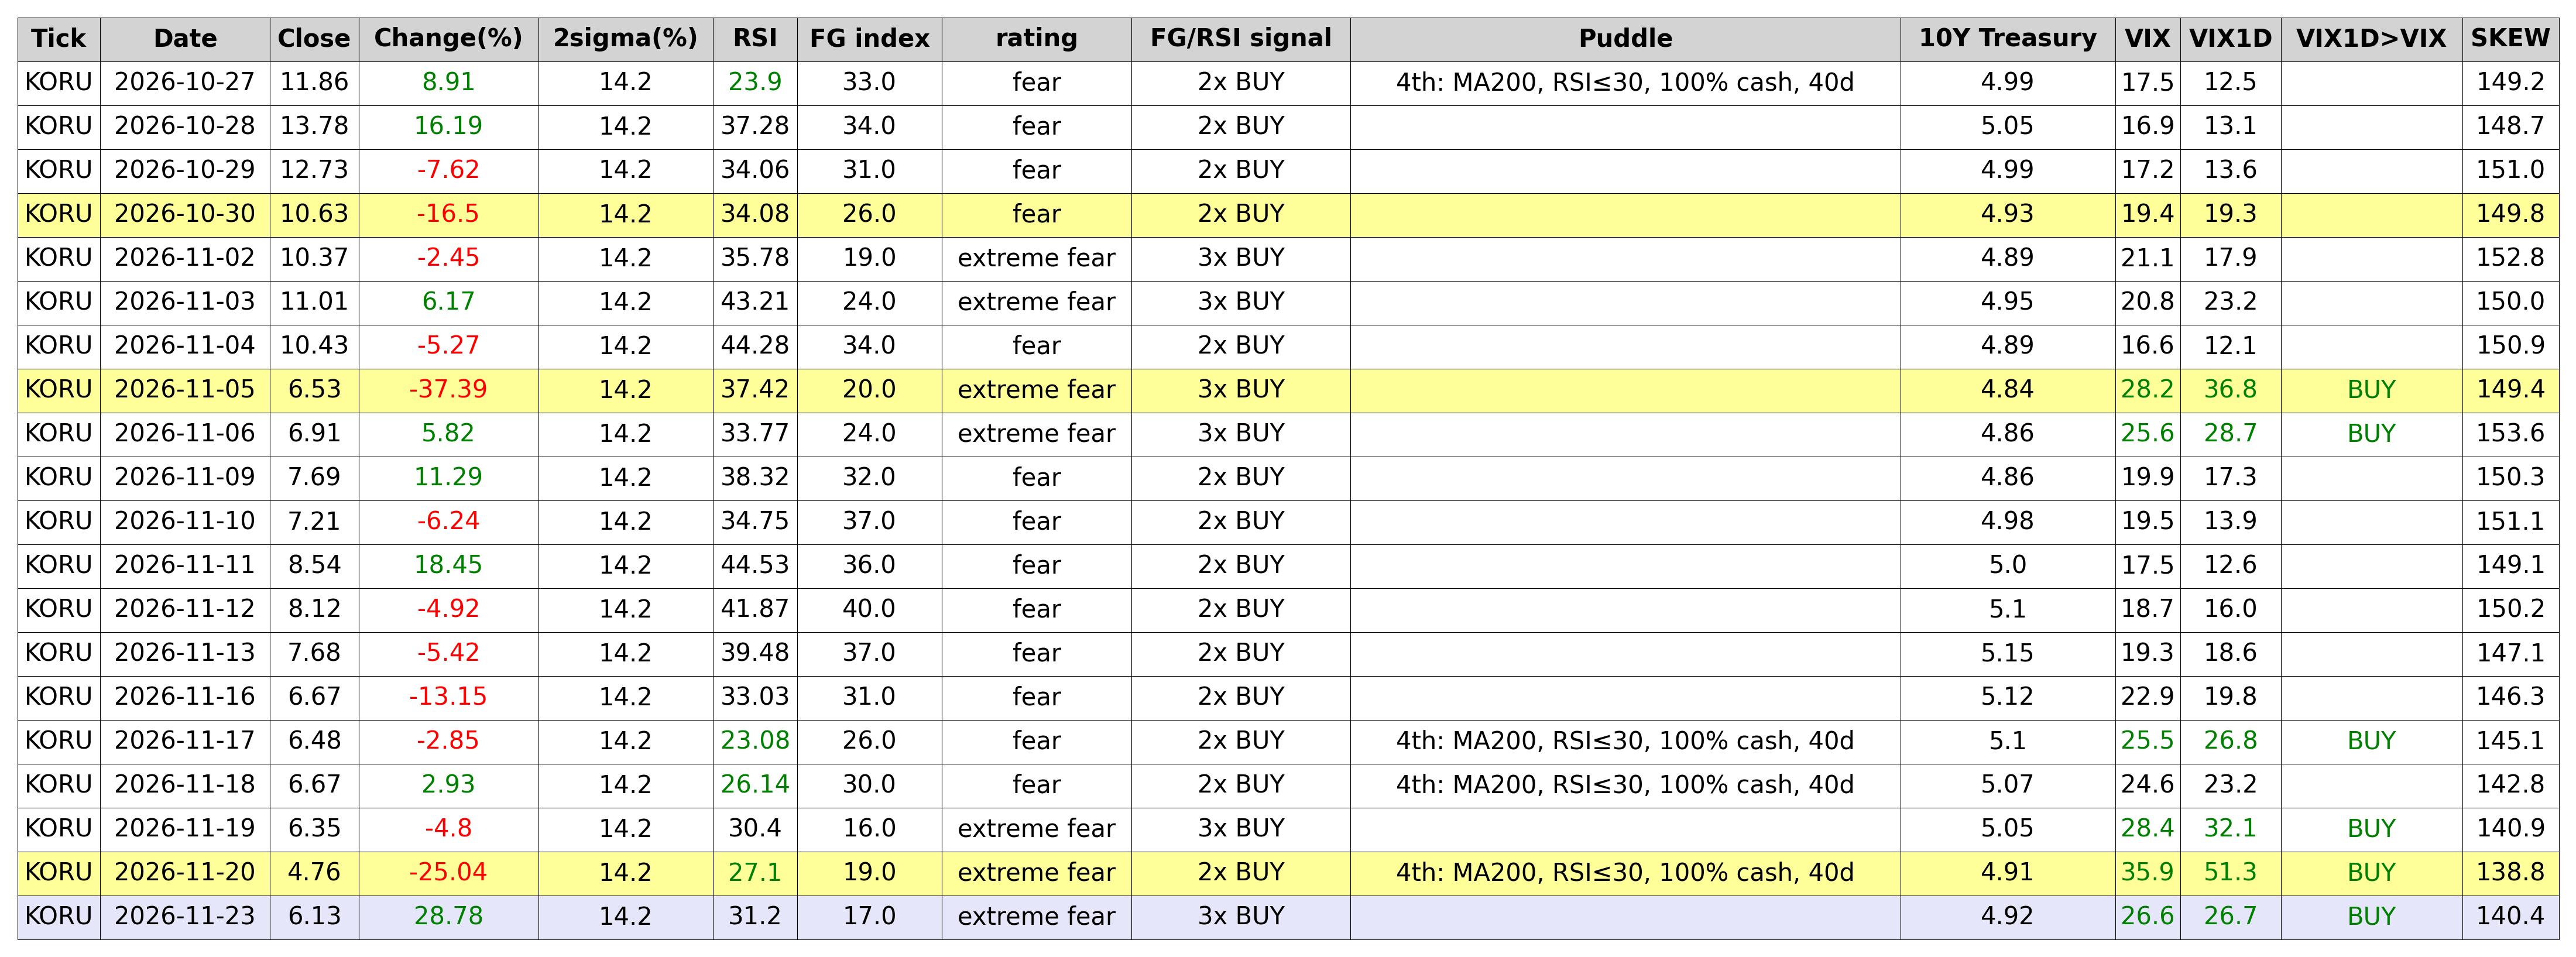 Tick Date Close Change(%) 2sigma(%) RSI FG index rating FG/RSI signal Puddle 10Y Treasury VIX VIX1D VIX1D>VIX SKEW
KORU 2026-10-27 11.86 8.91 14.2 23.9 33.0 fear 2x BUY 4th: MA200, RSI≤30, 100% cash, 40d 4.99 17.5 12.5 149.2
KORU 2026-10-28 13.78 16.19 14.2 37.28 34.0 fear 2x BUY 5.05 16.9 13.1 148.7
KORU 2026-10-29 12.73 -7.62 14.2 34.06 31.0 fear 2x BUY 4.99 17.2 13.6 151.0
KORU 2026-10-30 10.63 -16.5 14.2 34.08 26.0 fear 2x BUY 4.93 19.4 19.3 149.8
KORU 2026-11-02 10.37 -2.45 14.2 35.78 19.0 extreme fear 3x BUY 4.89 21.1 17.9 152.8
KORU 2026-11-03 11.01 6.17 14.2 43.21 24.0 extreme fear 3x BUY 4.95 20.8 23.2 150.0
KORU 2026-11-04 10.43 -5.27 14.2 44.28 34.0 fear 2x BUY 4.89 16.6 12.1 150.9
KORU 2026-11-05 6.53 -37.39 14.2 37.42 20.0 extreme fear 3x BUY 4.84 28.2 36.8 BUY 149.4
KORU 2026-11-06 6.91 5.82 14.2 33.77 24.0 extreme fear 3x BUY 4.86 25.6 28.7 BUY 153.6
KORU 2026-11-09 7.69 11.29 14.2 38.32 32.0 fear 2x BUY 4.86 19.9 17.3 150.3
KORU 2026-11-10 7.21 -6.24 14.2 34.75 37.0 fear 2x BUY 4.98 19.5 13.9 151.1
KORU 2026-11-11 8.54 18.45 14.2 44.53 36.0 fear 2x BUY 5.0 17.5 12.6 149.1
KORU 2026-11-12 8.12 -4.92 14.2 41.87 40.0 fear 2x BUY 5.1 18.7 16.0 150.2
KORU 2026-11-13 7.68 -5.42 14.2 39.48 37.0 fear 2x BUY 5.15 19.3 18.6 147.1
KORU 2026-11-16 6.67 -13.15 14.2 33.03 31.0 fear 2x BUY 5.12 22.9 19.8 146.3
KORU 2026-11-17 6.48 -2.85 14.2 23.08 26.0 fear 2x BUY 4th: MA200, RSI≤30, 100% cash, 40d 5.1 25.5 26.8 BUY 145.1
KORU 2026-11-18 6.67 2.93 14.2 26.14 30.0 fear 2x BUY 4th: MA200, RSI≤30, 100% cash, 40d 5.07 24.6 23.2 142.8
KORU 2026-11-19 6.35 -4.8 14.2 30.4 16.0 extreme fear 3x BUY 5.05 28.4 32.1 BUY 140.9
KORU 2026-11-20 4.76 -25.04 14.2 27.1 19.0 extreme fear 2x BUY 4th: MA200, RSI≤30, 100% cash, 40d 4.91 35.9 51.3 BUY 138.8
KORU 2026-11-23 6.13 28.78 14.2 31.2 17.0 extreme fear 3x BUY 4.92 26.6 26.7 BUY 140.4